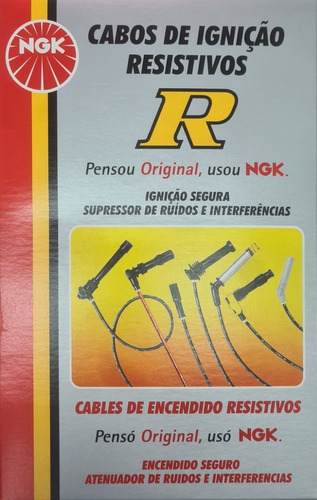 NGK
CABOS DE IGNIÇÃO
RESISTIVOS
R
Pensou Original, usou NGK.
IGNIÇÃO SEGURA
SUPRESSOR DE RUÍDOS E INTERFERÊNCIAS
CABLES DE ENCENDIDO RESISTIVOS
Pensó Original, usó NGK.
ENCENDIDO SEGURO
ATENUADOR DE RUIDOS E INTERFERENCIAS